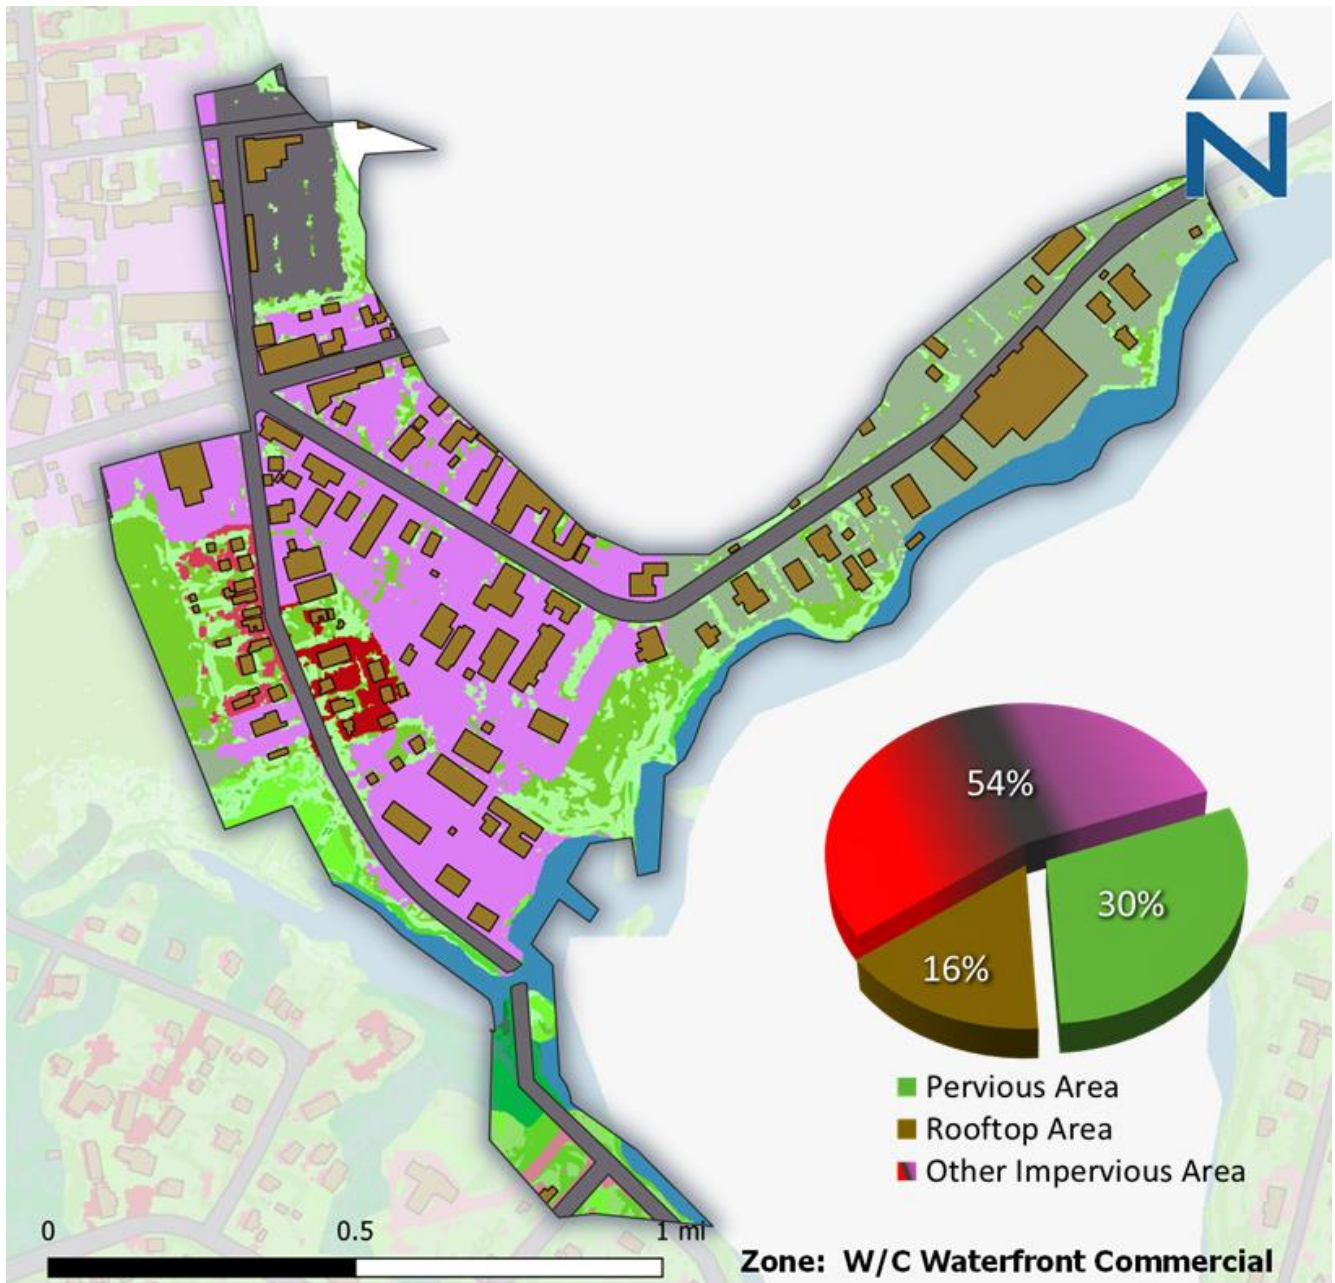 N
54%
30%
16%
Pervious Area
Rooftop Area
Other Impervious Area
0 0.5 1 mi
Zone: W/C Waterfront Commercial